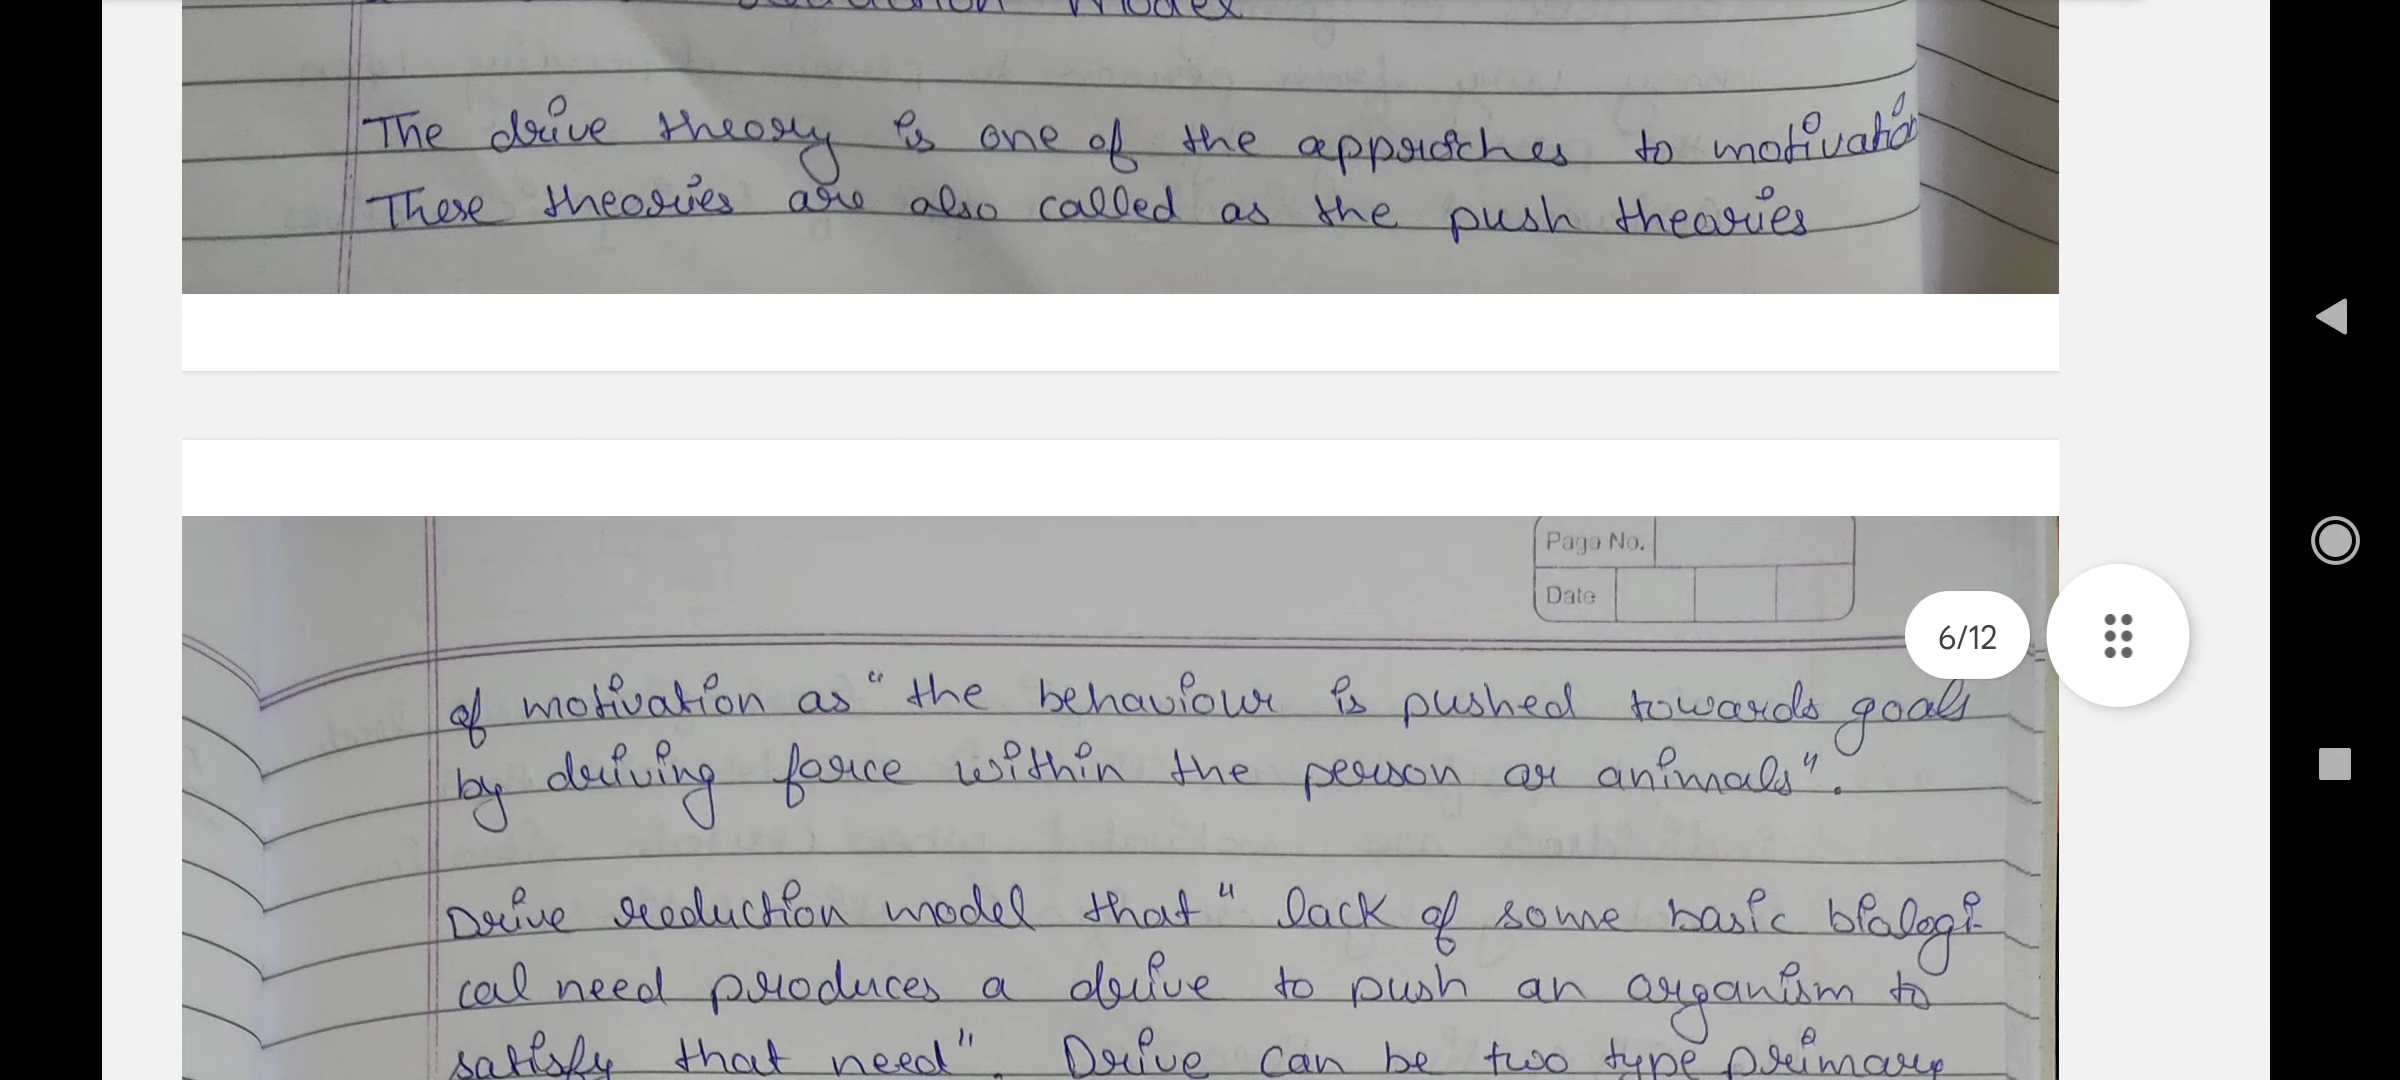 Model
The drive theory is one of the approches to motivation
These theories are also called as the push thearies
Page No.
Date
6/12
of motivation as "the behaviour is pushed towards goals
by driving force within the person or animals".
Drive reduction model that "lack of some basic biologi-
cal need produces a drive to push an organism to
satisfy that need". Drive can be two type primary